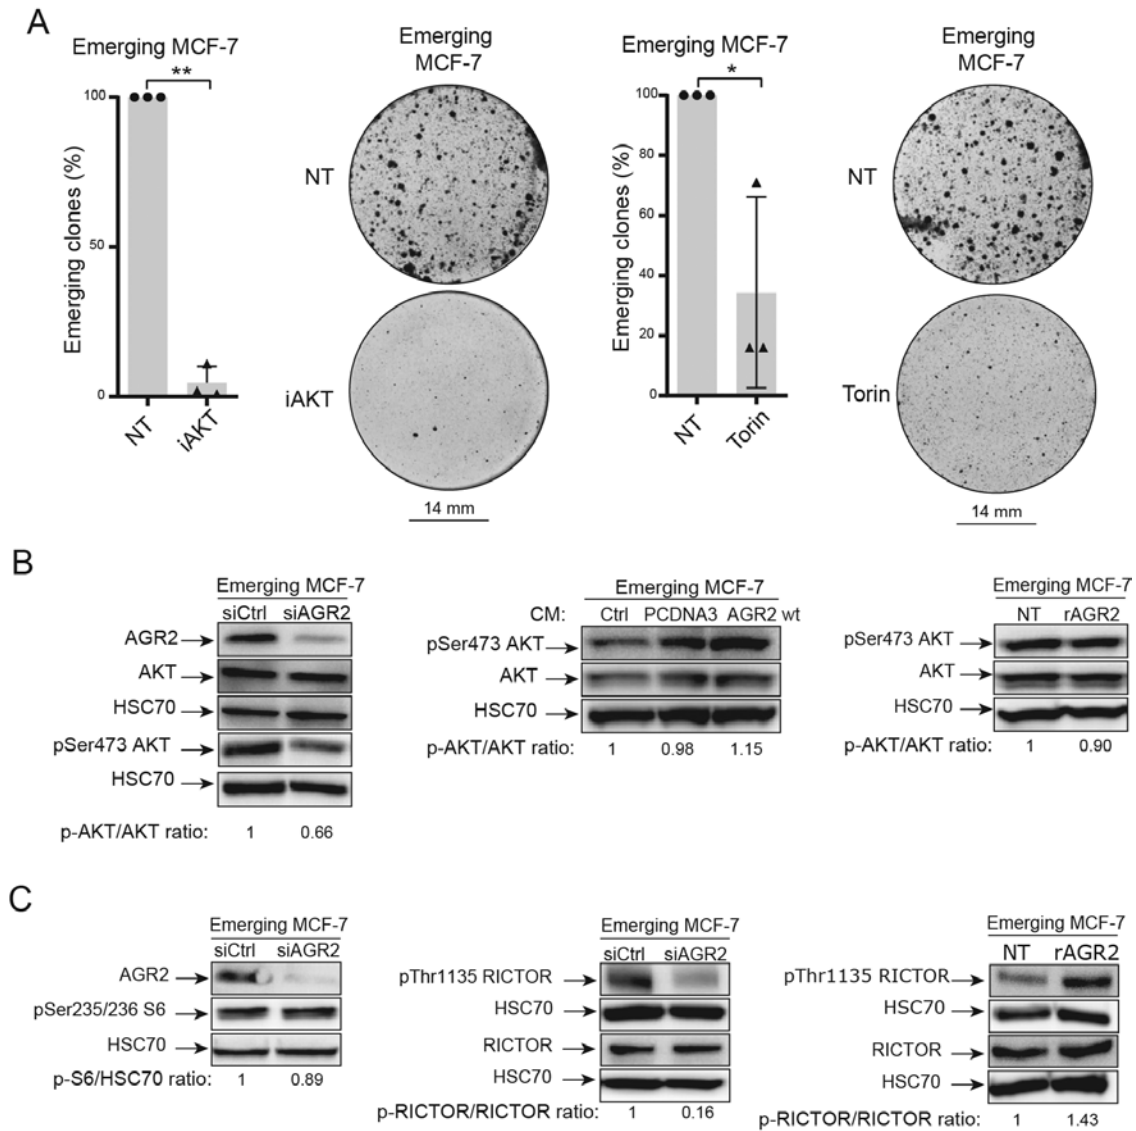 A
Emerging MCF-7
**
Emerging clones (%)
100
50
0
NT
iAKT
Emerging
MCF-7
NT
iAKT
14 mm
Emerging MCF-7
*
Emerging clones (%)
100
80
60
40
20
0
NT
Torin
Emerging
MCF-7
NT
Torin
14 mm
B
Emerging MCF-7
siCtrl siAGR2
AGR2
AKT
HSC70
pSer473 AKT
HSC70
p-AKT/AKT ratio: 1 0.66
Emerging MCF-7
CM: Ctrl PCDNA3 AGR2 wt
pSer473 AKT
AKT
HSC70
p-AKT/AKT ratio: 1 0.98 1.15
Emerging MCF-7
NT rAGR2
pSer473 AKT
AKT
HSC70
p-AKT/AKT ratio: 1 0.90
C
Emerging MCF-7
siCtrl siAGR2
AGR2
pSer235/236 S6
HSC70
p-S6/HSC70 ratio: 1 0.89
Emerging MCF-7
siCtrl siAGR2
pThr1135 RICTOR
HSC70
RICTOR
HSC70
p-RICTOR/RICTOR ratio: 1 0.16
Emerging MCF-7
NT rAGR2
pThr1135 RICTOR
HSC70
RICTOR
HSC70
p-RICTOR/RICTOR ratio: 1 1.43